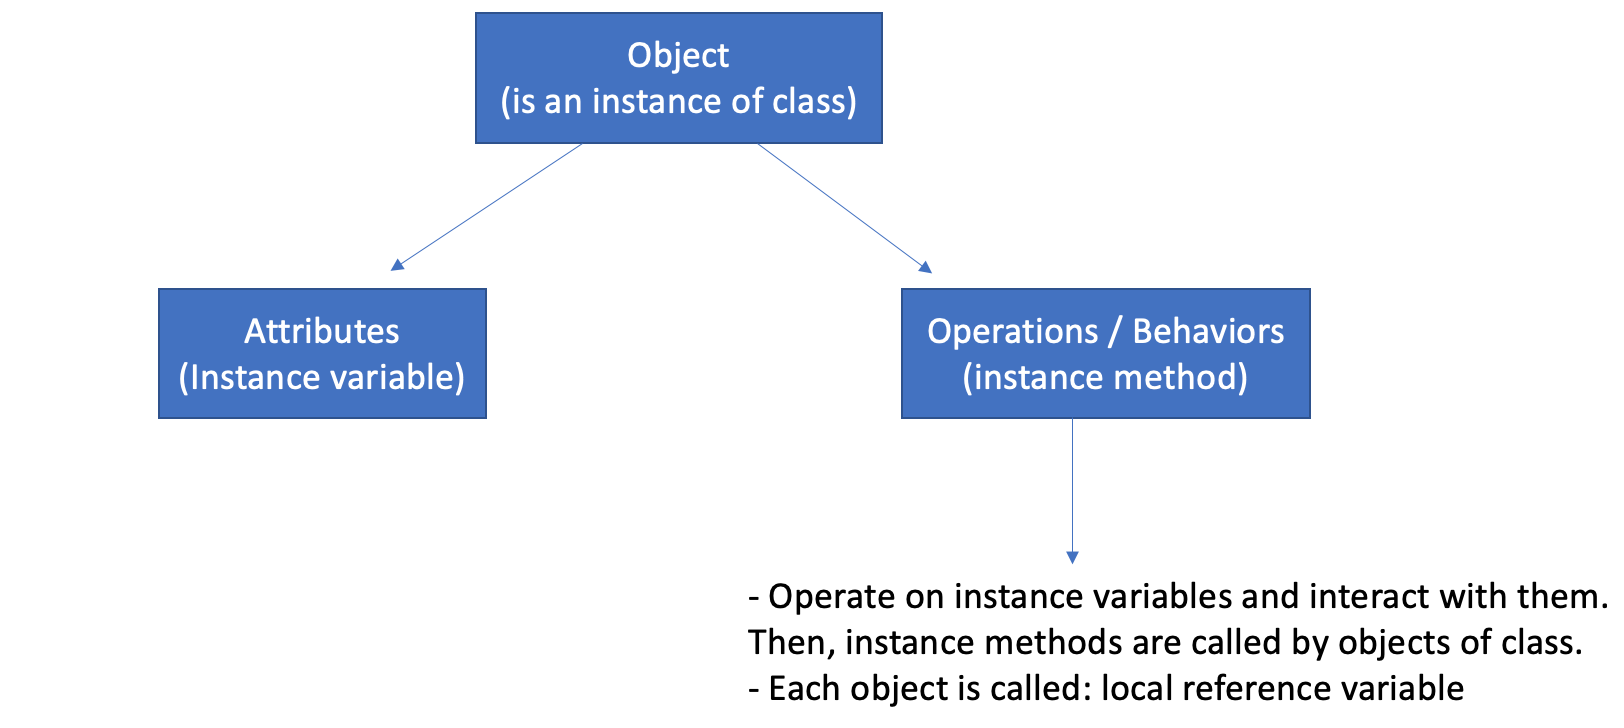 Object
(is an instance of class)
Attributes
(Instance variable)
Operations / Behaviors
(instance method)
- Operate on instance variables and interact with them.
Then, instance methods are called by objects of class.
- Each object is called: local reference variable